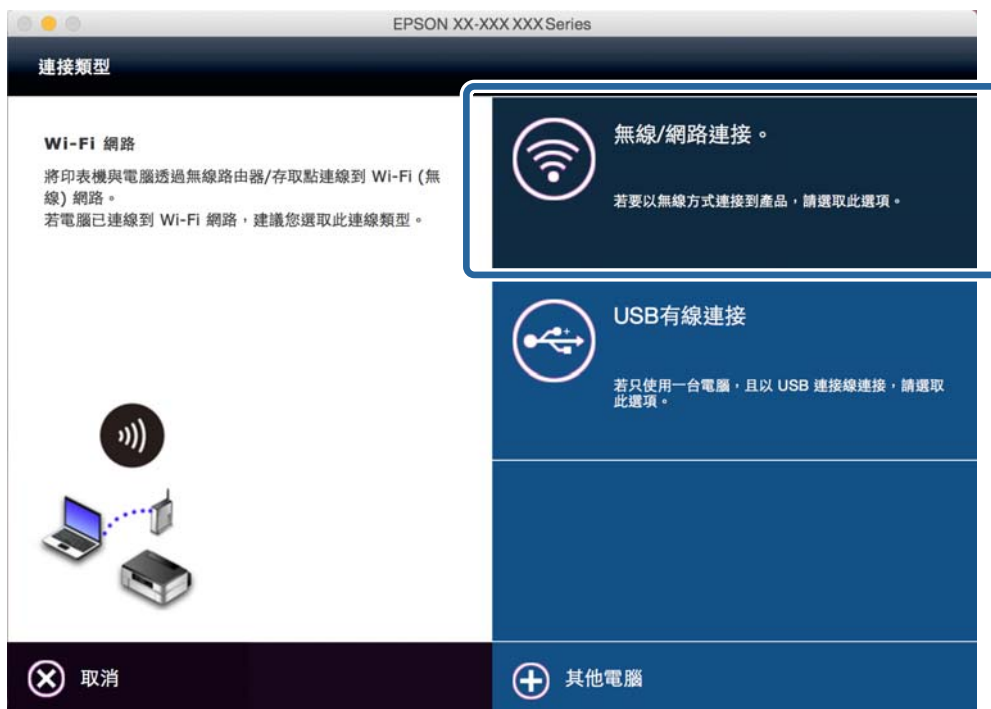 EPSON XX-XXX XXX Series
連接類型
Wi-Fi 網路
將印表機與電腦透過無線路由器/存取點連線到 Wi-Fi (無
線) 網路。
若電腦已連線到 Wi-Fi 網路，建議您選取此連線類型。
無線/網路連接。
若要以無線方式連接到產品，請選取此選項。
USB有線連接
若只使用一台電腦，且以 USB 連接線連接，請選取
此選項。
取消
其他電腦